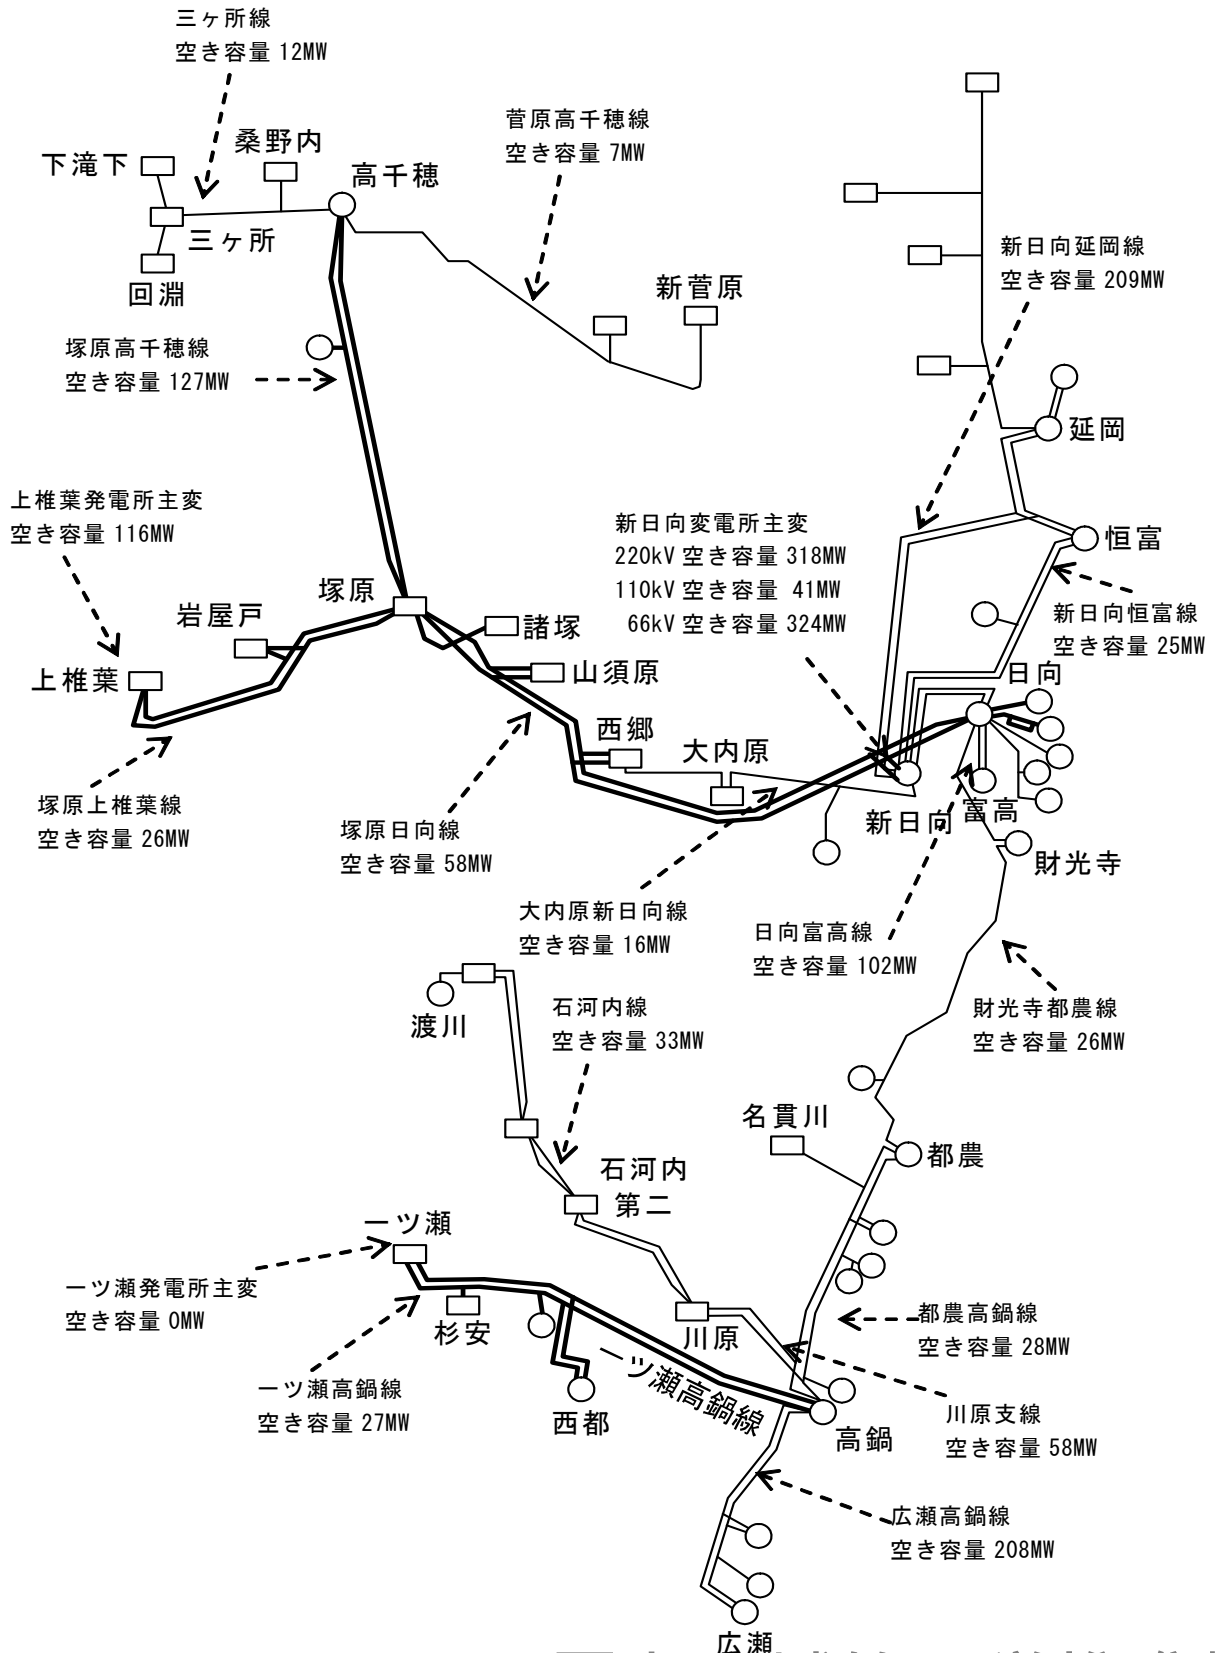 三ヶ所線
空き容量 12MW
菅原高千穂線
空き容量 7MW
桑野内
下滝下
高千穂
三ヶ所
回淵
新菅原
新日向延岡線
空き容量 209MW
塚原高千穂線
空き容量 127MW
延岡
上椎葉発電所主変
空き容量 116MW
新日向変電所主変
220kV 空き容量 318MW
110kV 空き容量 41MW
66kV 空き容量 324MW
恒富
塚原
岩屋戸
諸塚
新日向恒富線
空き容量 25MW
上椎葉
山須原
日向
西郷
大内原
塚原上椎葉線
空き容量 26MW
塚原日向線
空き容量 58MW
新日向
富高
財光寺
大内原新日向線
空き容量 16MW
日向富高線
空き容量 102MW
渡川
石河内線
空き容量 33MW
財光寺都農線
空き容量 26MW
名貫川
都農
石河内
第二
一ツ瀬
一ツ瀬発電所主変
空き容量 0MW
杉安
川原
都農高鍋線
空き容量 28MW
一ツ瀬高鍋線
一ツ瀬高鍋線
空き容量 27MW
西都
高鍋
川原支線
空き容量 58MW
広瀬高鍋線
空き容量 208MW
広瀬